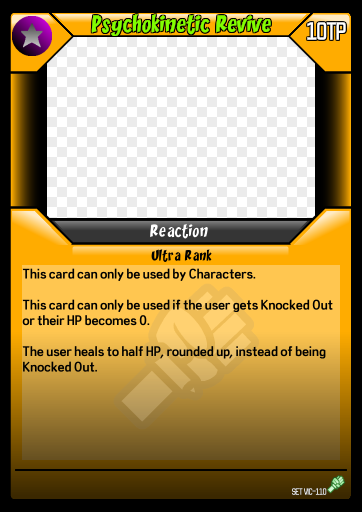 Psychokinetic Revive
10TP
Reaction
Ultra Rank
This card can only be used by Characters.
This card can only be used if the user gets Knocked Out
or their HP becomes 0.
The user heals to half HP, rounded up, instead of being
Knocked Out.
SET VIC-110